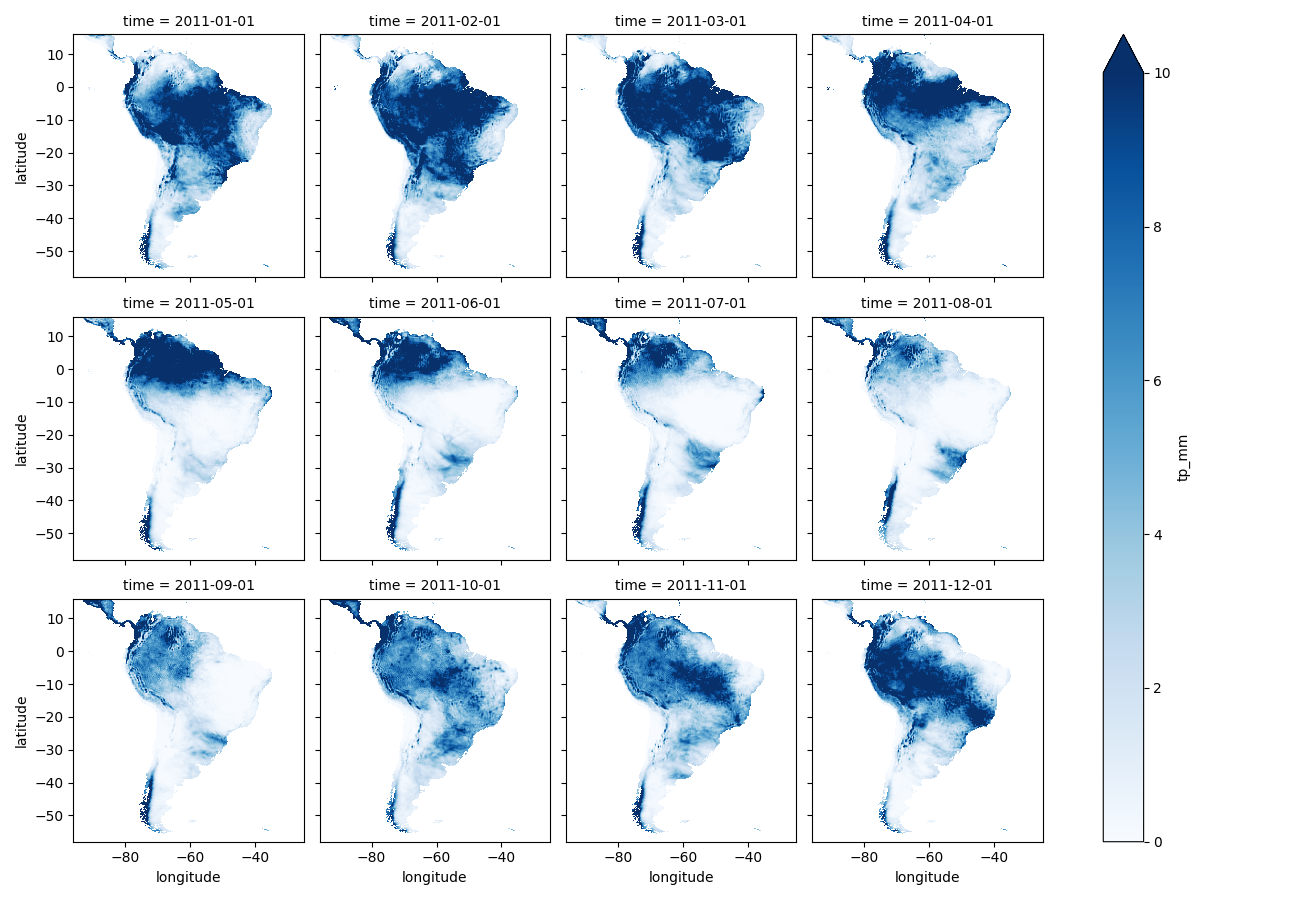 time = 2011-01-01
time = 2011-02-01
time = 2011-03-01
time = 2011-04-01
latitude
10
0
−10
−20
−30
−40
−50
time = 2011-05-01
time = 2011-06-01
time = 2011-07-01
time = 2011-08-01
latitude
10
0
−10
−20
−30
−40
−50
time = 2011-09-01
time = 2011-10-01
time = 2011-11-01
time = 2011-12-01
latitude
10
0
−10
−20
−30
−40
−50
−80 −60 −40
longitude
−80 −60 −40
longitude
−80 −60 −40
longitude
−80 −60 −40
longitude
10
8
6
4
2
0
tp_mm